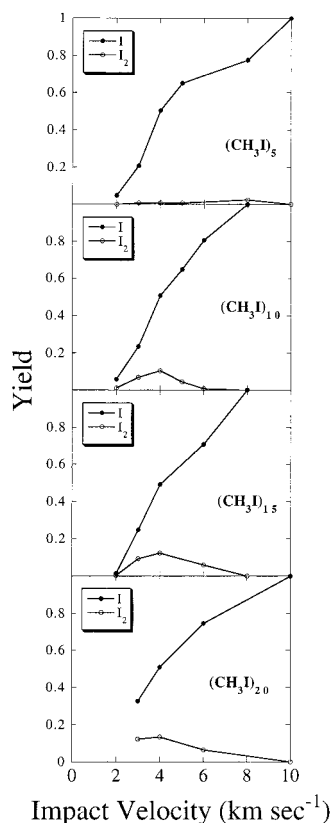 1
I
I₂
0.8
0.6
0.4
0.2
(CH₃I)₅
I
I₂
0.8
0.6
0.4
0.2
(CH₃I)₁₀
I
I₂
0.8
0.6
0.4
0.2
(CH₃I)₁₅
I
I₂
0.8
0.6
0.4
0.2
0
(CH₃I)₂₀
Yield
0 2 4 6 8 10
Impact Velocity (km sec⁻¹)